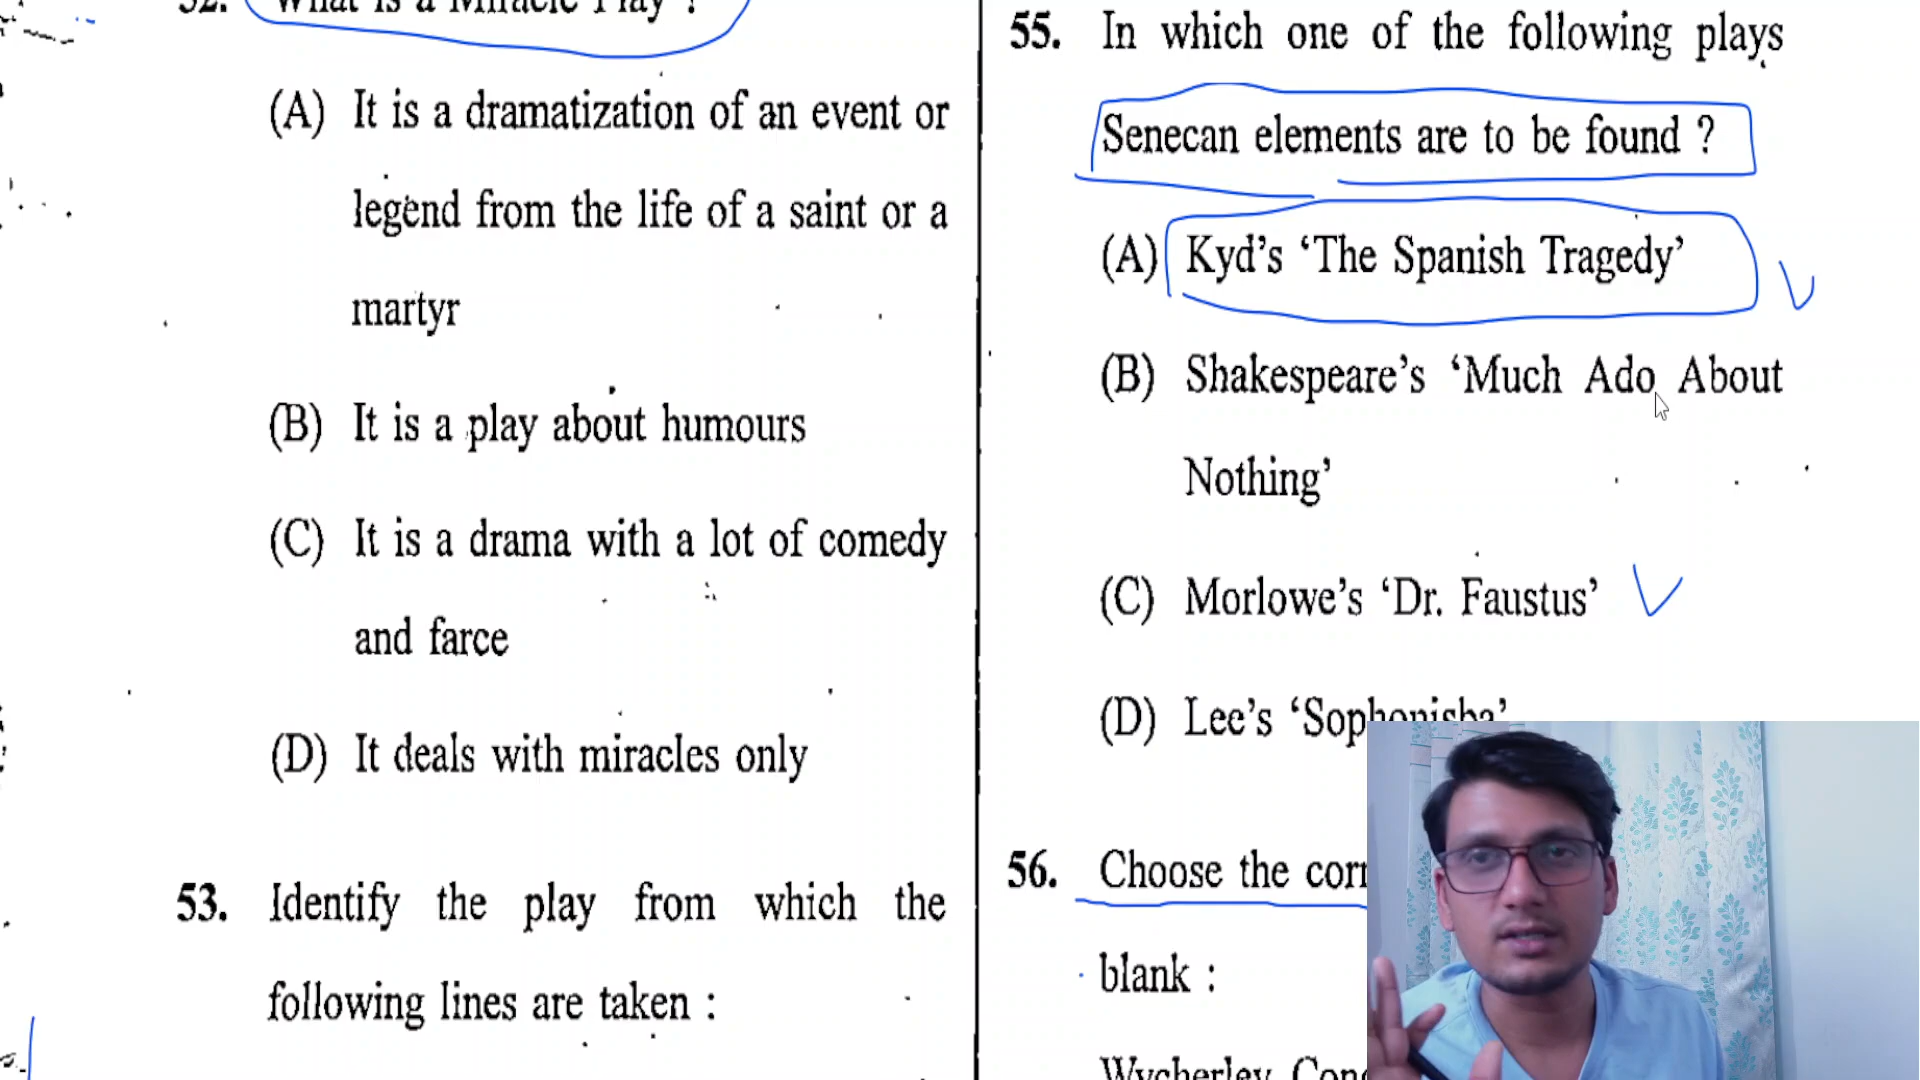 52. What is a Miracle Play ?
(A) It is a dramatization of an event or
legend from the life of a saint or a
martyr
(B) It is a play about humours
(C) It is a drama with a lot of comedy
and farce
(D) It deals with miracles only
53. Identify the play from which the
following lines are taken :
55. In which one of the following plays
Senecan elements are to be found ?
(A) Kyd's ‘The Spanish Tragedy’
(B) Shakespeare's ‘Much Ado About
Nothing’
(C) Morlowe's ‘Dr. Faustus’
(D) Lee's ‘Sophonisba’
56. Choose the corr
blank :
Wycherley